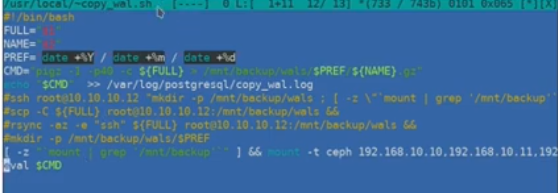 /usr/local/~copy_wal.sh [----] 0 L:[ 1+11 12/ 13] *(733 / 743b) 0101 0x065 [*][X]
#!/bin/bash
FULL=
NAME=
PREF=`date +%Y`/`date +%m`/`date +%d`
CMD="pigz -1 -p40 -c ${FULL} > /mnt/backup/wals/$PREF/${NAME}.gz"
echo "$CMD" >> /var/log/postgresql/copy_wal.log
#ssh root@10.10.10.12 "mkdir -p /mnt/backup/wals ; [ -z \"`mount | grep '/mnt/backup'`
#scp -C ${FULL} root@10.10.10.12:/mnt/backup/wals &&
#rsync -az -e "ssh" ${FULL} root@10.10.10.12:/mnt/backup/wals &&
#mkdir -p /mnt/backup/wals/$PREF
[ -z "`mount | grep '/mnt/backup'`" ] && mount -t ceph 192.168.10.10,192.168.10.11,192
eval $CMD